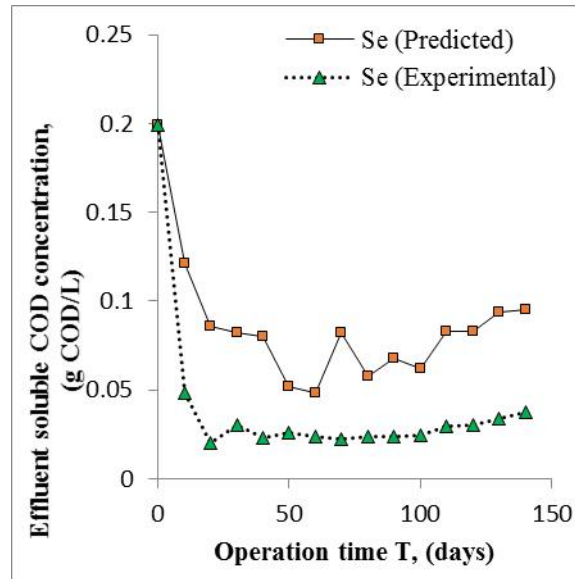 0.25
0.2
0.15
0.1
0.05
0
Se (Predicted)
Se (Experimental)
Effluent soluble COD concentration,
(g COD/L)
0 50 100 150
Operation time T, (days)